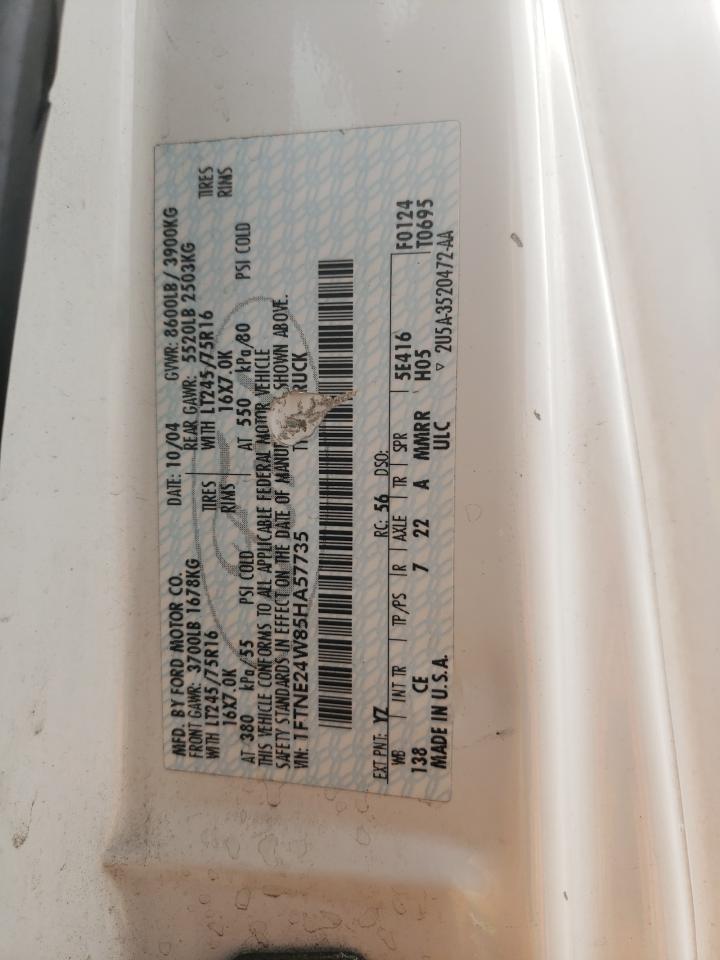 MFD. BY FORD MOTOR CO. DATE: 10/04 GVWR: 8600LB / 3900KG
FRONT GAWR: 3700LB 1678KG REAR GAWR: 5520LB 2503KG
WITH LT245/75R16 TIRES WITH LT245/75R16 TIRES
16X7.0K RIMS 16X7.0K RIMS
AT 380 kPa/55 PSI COLD AT 550 kPa/80 PSI COLD
THIS VEHICLE CONFORMS TO ALL APPLICABLE FEDERAL MOTOR VEHICLE
SAFETY STANDARDS IN EFFECT ON THE DATE OF MANUF SHOWN ABOVE.
VIN: 1FTNE24W85HA57735 T RUCK
EXT PNT: YZ RC: 56 DSO:
WB INT TR TP/PS R AXLE TR SPR
138 CE 7 22 A MMRR 5E416 F0124
MADE IN U.S.A. ULC H05 T0695
▽ 2U5A-3520472-AA